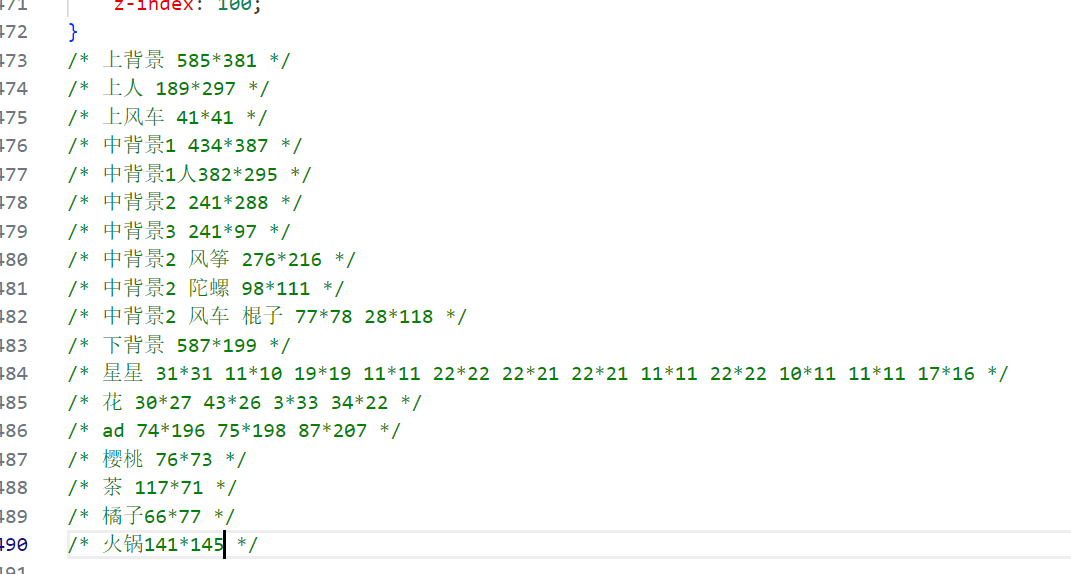 471 z-index: 100;
472 }
473 /* 上背景 585*381 */
474 /* 上人 189*297 */
475 /* 上风车 41*41 */
476 /* 中背景1 434*387 */
477 /* 中背景1人382*295 */
478 /* 中背景2 241*288 */
479 /* 中背景3 241*97 */
480 /* 中背景2 风筝 276*216 */
481 /* 中背景2 陀螺 98*111 */
482 /* 中背景2 风车 棍子 77*78 28*118 */
483 /* 下背景 587*199 */
484 /* 星星 31*31 11*10 19*19 11*11 22*22 22*21 22*21 11*11 22*22 10*11 11*11 17*16 */
485 /* 花 30*27 43*26 3*33 34*22 */
486 /* ad 74*196 75*198 87*207 */
487 /* 樱桃 76*73 */
488 /* 茶 117*71 */
489 /* 橘子66*77 */
490 /* 火锅141*145 */
491